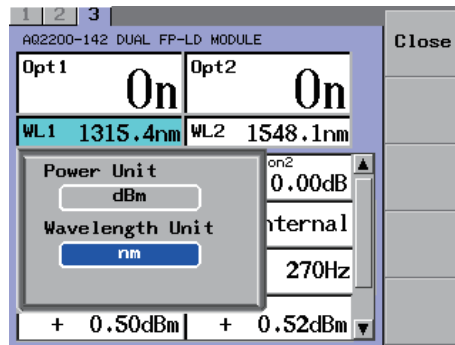 1 2 3
AQ2200-142 DUAL FP-LD MODULE
Close
Opt1 On Opt2 On
WL1 1315.4nm WL2 1548.1nm
Power Unit
dBm
on2
0.00dB
Wavelength Unit
nm
nternal
270Hz
+ 0.50dBm + 0.52dBm